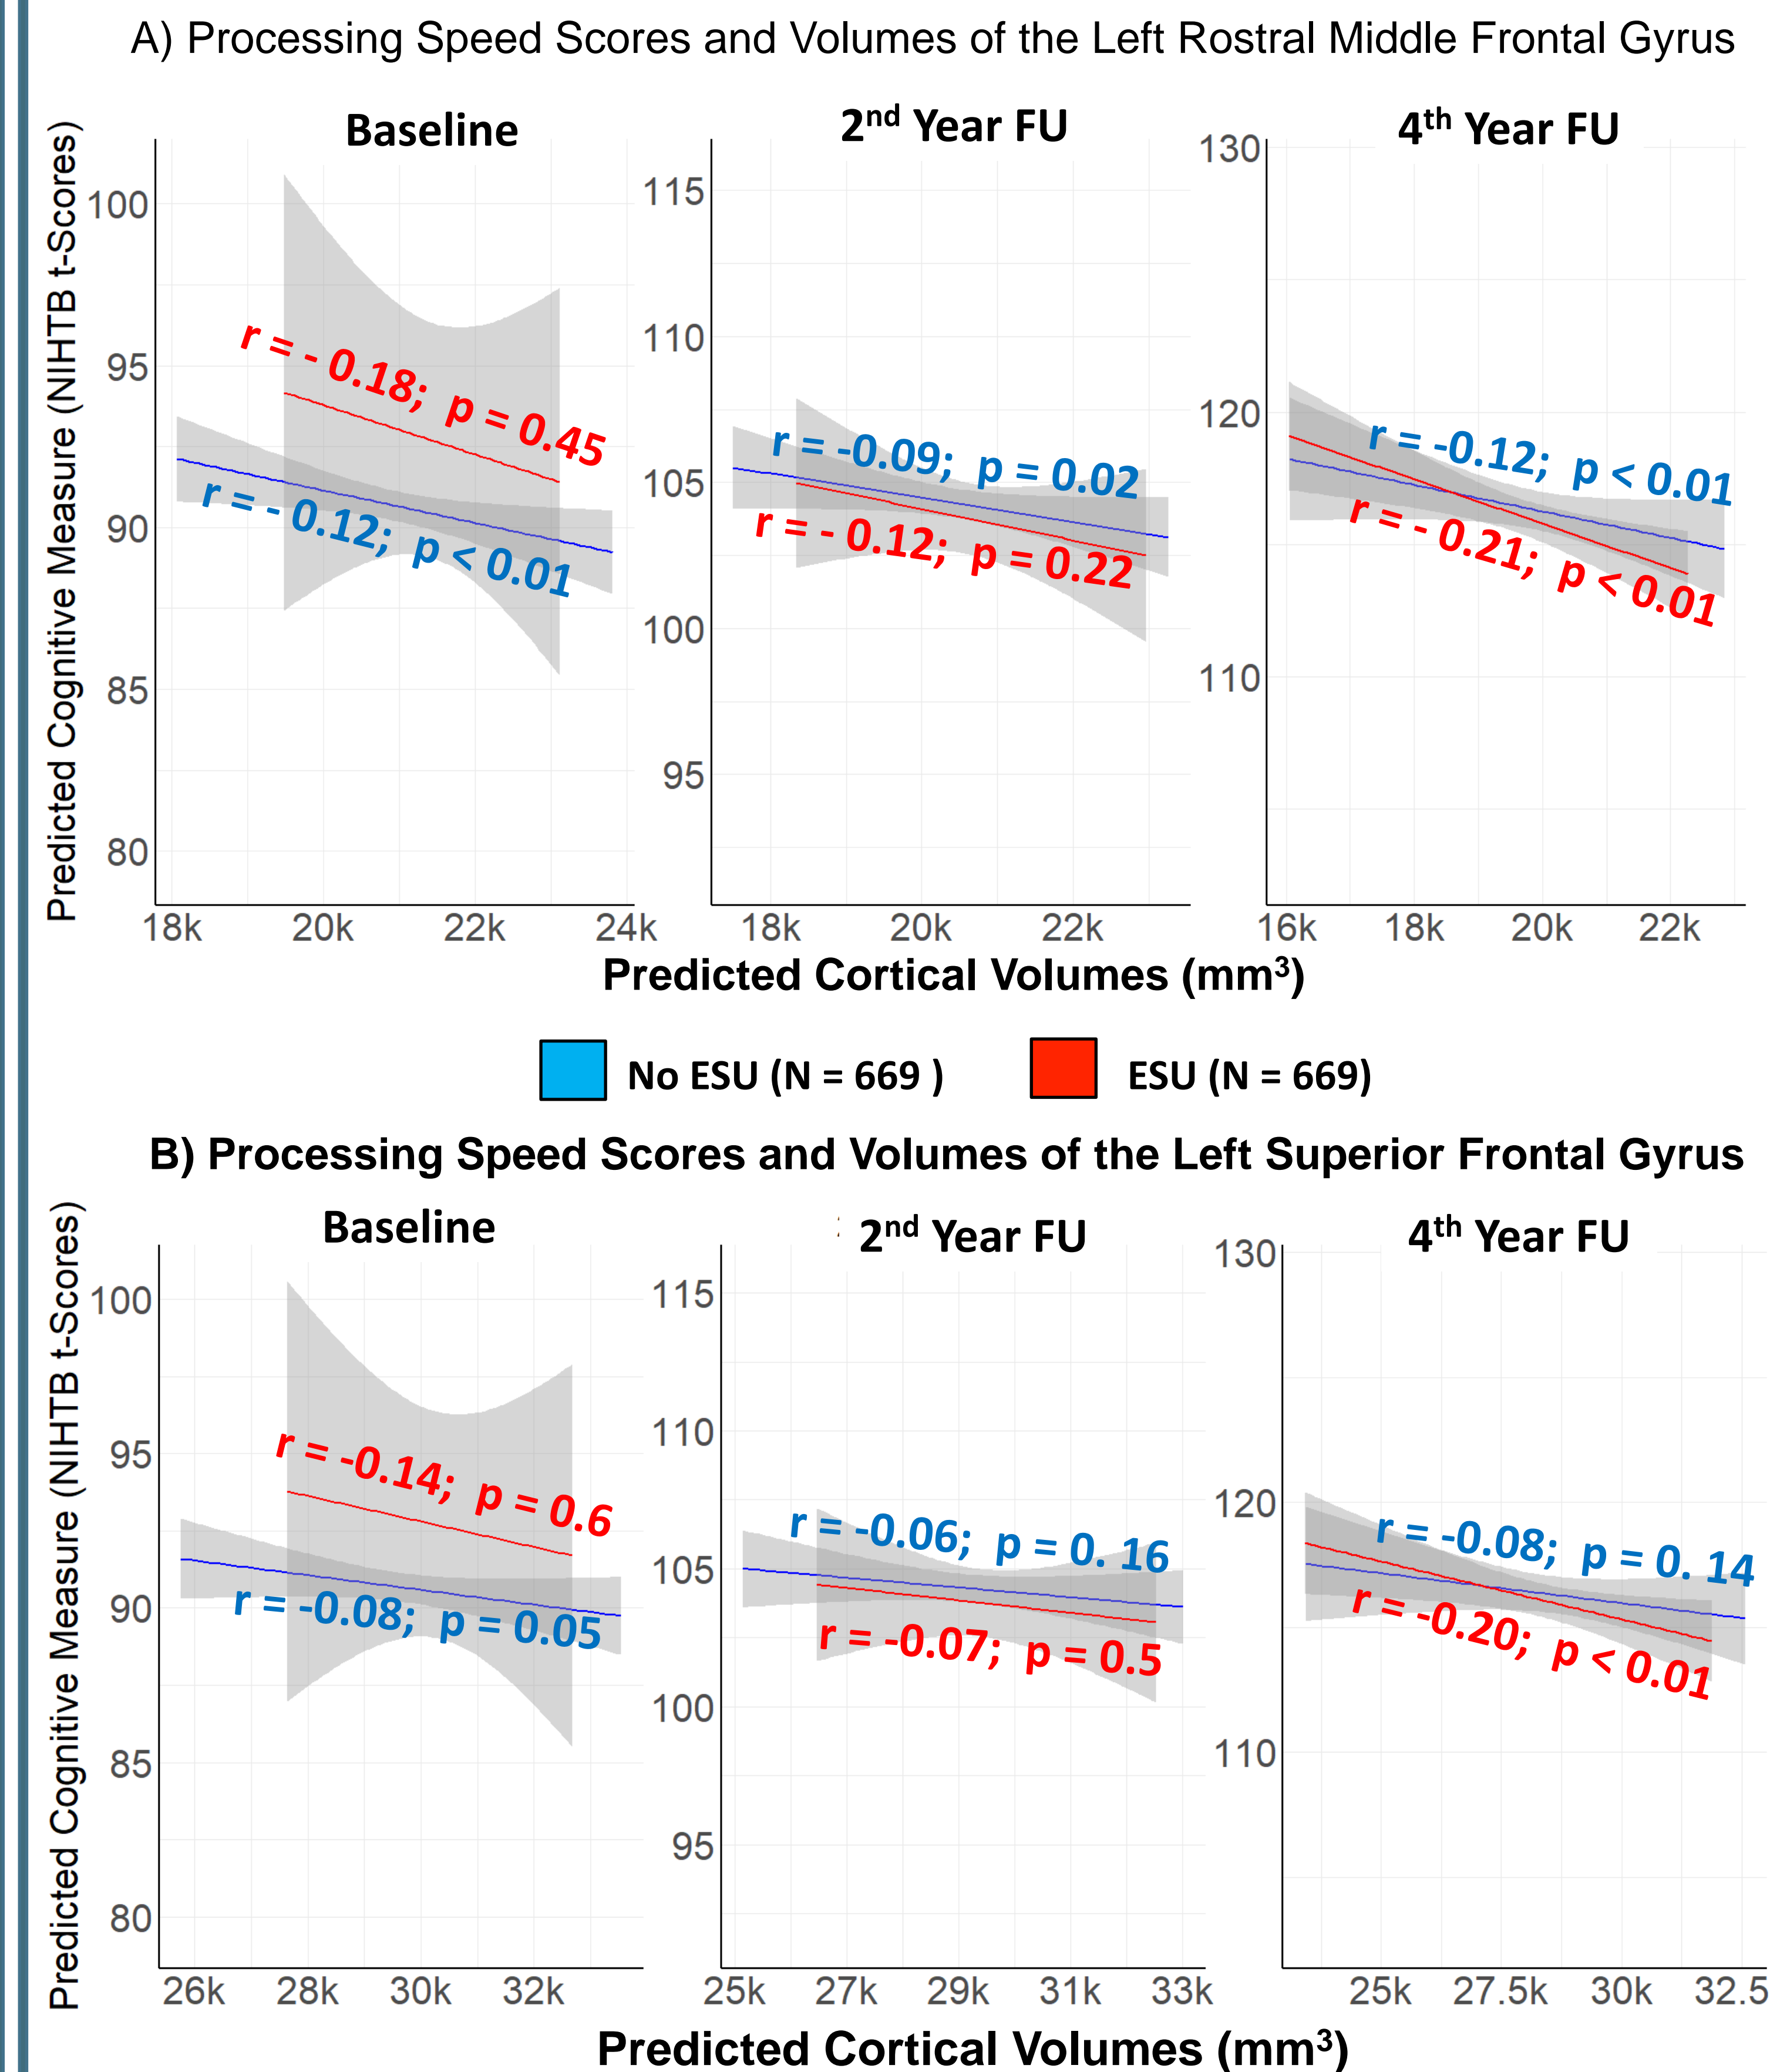 A) Processing Speed Scores and Volumes of the Left Rostral Middle Frontal Gyrus
Predicted Cognitive Measure (NIHTB t-Scores)
Baseline
100
95
90
85
80
r = - 0.18; p = 0.45
r = - 0.12; p < 0.01
18k 20k 22k 24k
2nd Year FU
115
110
105
100
95
r = -0.09; p = 0.02
r = - 0.12; p = 0.22
18k 20k 22k
4th Year FU
130
120
110
r = -0.12; p < 0.01
r = - 0.21; p < 0.01
16k 18k 20k 22k
Predicted Cortical Volumes (mm³)
No ESU (N = 669 ) ESU (N = 669)
B) Processing Speed Scores and Volumes of the Left Superior Frontal Gyrus
Predicted Cognitive Measure (NIHTB t-Scores)
Baseline
100
95
90
85
80
r = -0.14; p = 0.6
r = -0.08; p = 0.05
26k 28k 30k 32k
2nd Year FU
115
110
105
100
95
r = -0.06; p = 0. 16
r = -0.07; p = 0.5
25k 27k 29k 31k 33k
4th Year FU
130
120
110
r = -0.08; p = 0. 14
r = -0.20; p < 0.01
25k 27.5k 30k 32.5
Predicted Cortical Volumes (mm³)